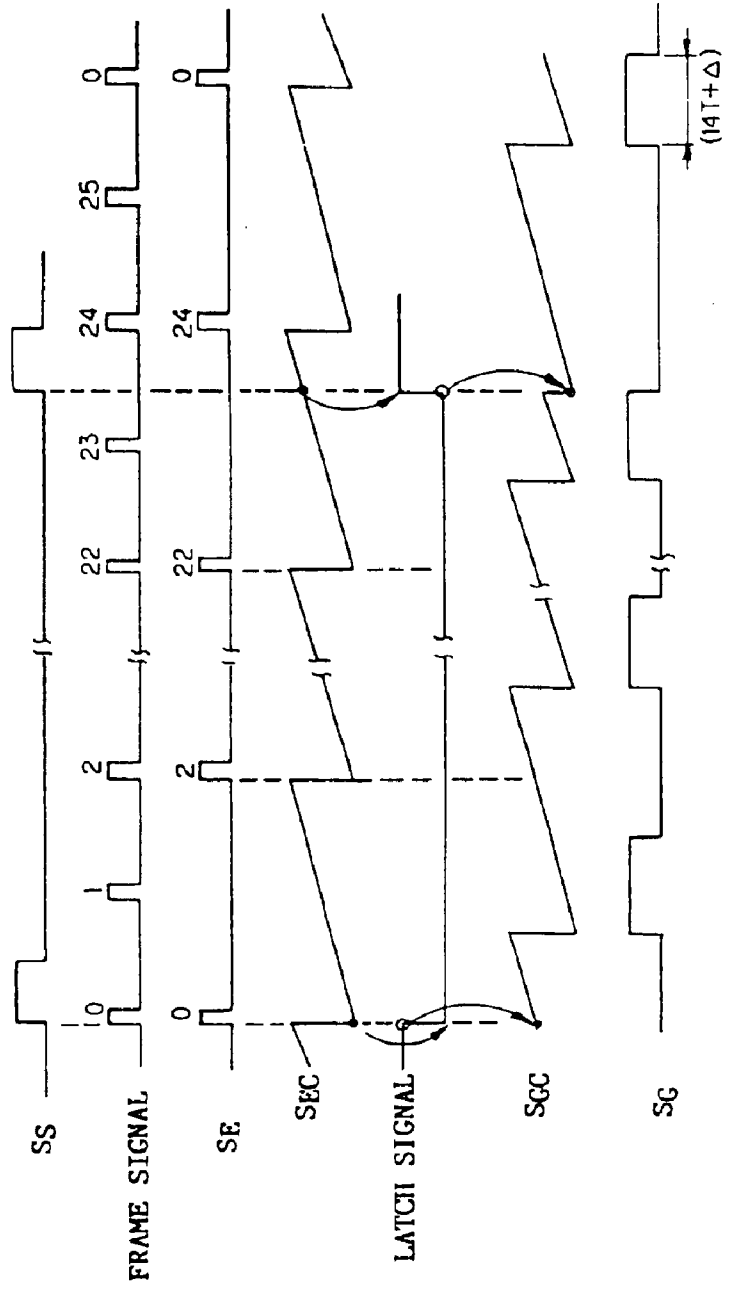 SS
FRAME SIGNAL
0 1 2 22 23 24 25 0
SE
0 2 22 24 0
SEC
LATCH SIGNAL
SGC
SG
(14T+Δ)